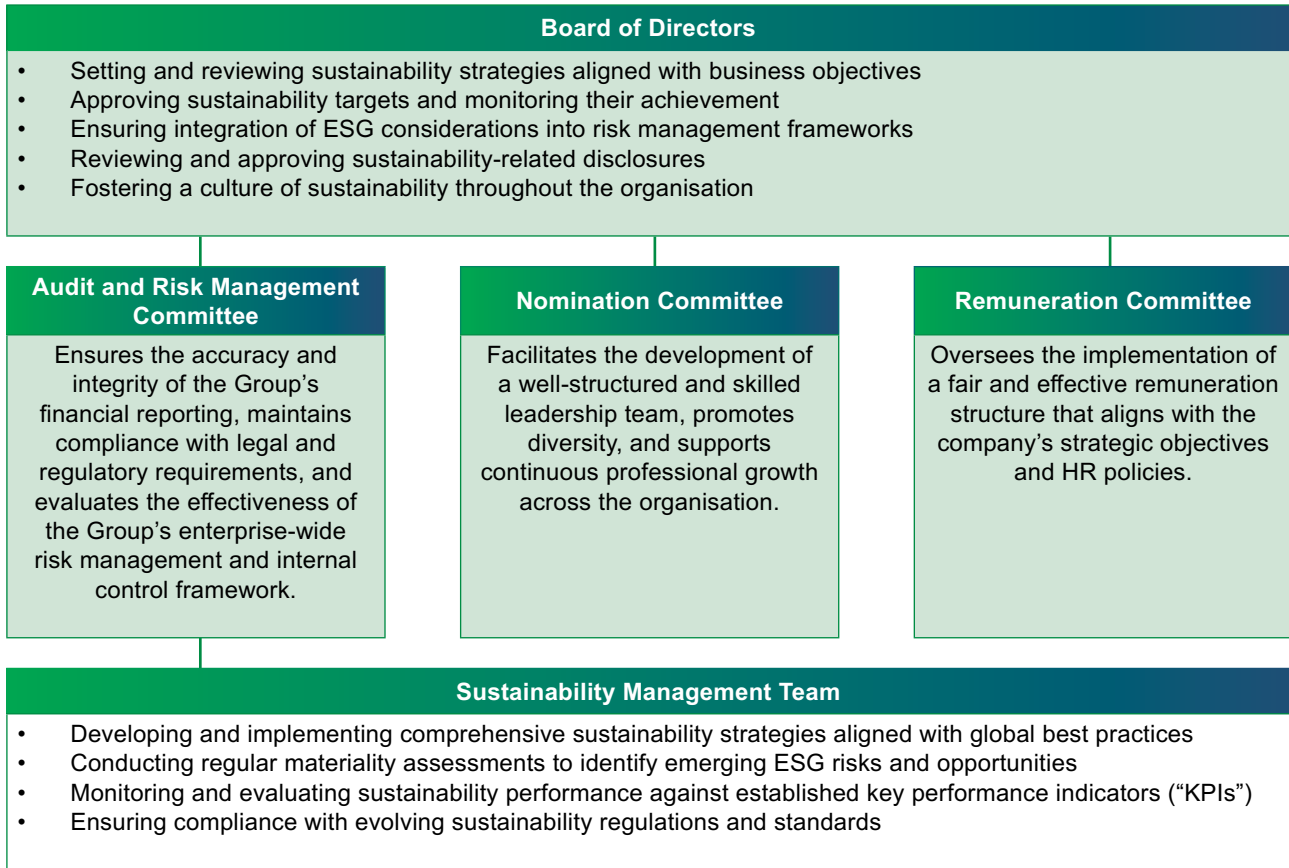 Board of Directors
• Setting and reviewing sustainability strategies aligned with business objectives
• Approving sustainability targets and monitoring their achievement
• Ensuring integration of ESG considerations into risk management frameworks
• Reviewing and approving sustainability-related disclosures
• Fostering a culture of sustainability throughout the organisation
Audit and Risk Management
Committee
Ensures the accuracy and
integrity of the Group’s
financial reporting, maintains
compliance with legal and
regulatory requirements, and
evaluates the effectiveness of
the Group’s enterprise-wide
risk management and internal
control framework.
Nomination Committee
Facilitates the development of
a well-structured and skilled
leadership team, promotes
diversity, and supports
continuous professional growth
across the organisation.
Remuneration Committee
Oversees the implementation of
a fair and effective remuneration
structure that aligns with the
company’s strategic objectives
and HR policies.
Sustainability Management Team
• Developing and implementing comprehensive sustainability strategies aligned with global best practices
• Conducting regular materiality assessments to identify emerging ESG risks and opportunities
• Monitoring and evaluating sustainability performance against established key performance indicators (“KPIs”)
• Ensuring compliance with evolving sustainability regulations and standards